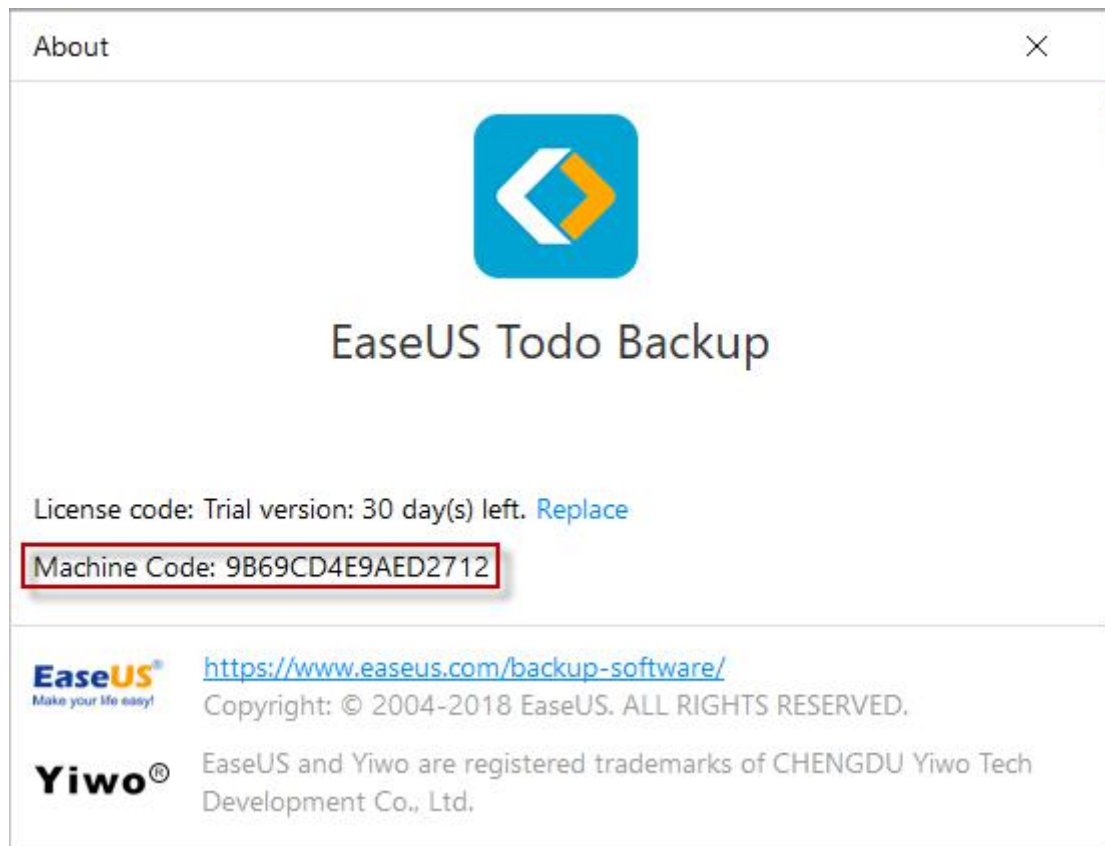 About
EaseUS Todo Backup
License code: Trial version: 30 day(s) left. Replace
Machine Code: 9B69CD4E9AED2712
EaseUS®
Make your life easy!
https://www.easeus.com/backup-software/
Copyright: © 2004-2018 EaseUS. ALL RIGHTS RESERVED.
Yiwo®
EaseUS and Yiwo are registered trademarks of CHENGDU Yiwo Tech
Development Co., Ltd.